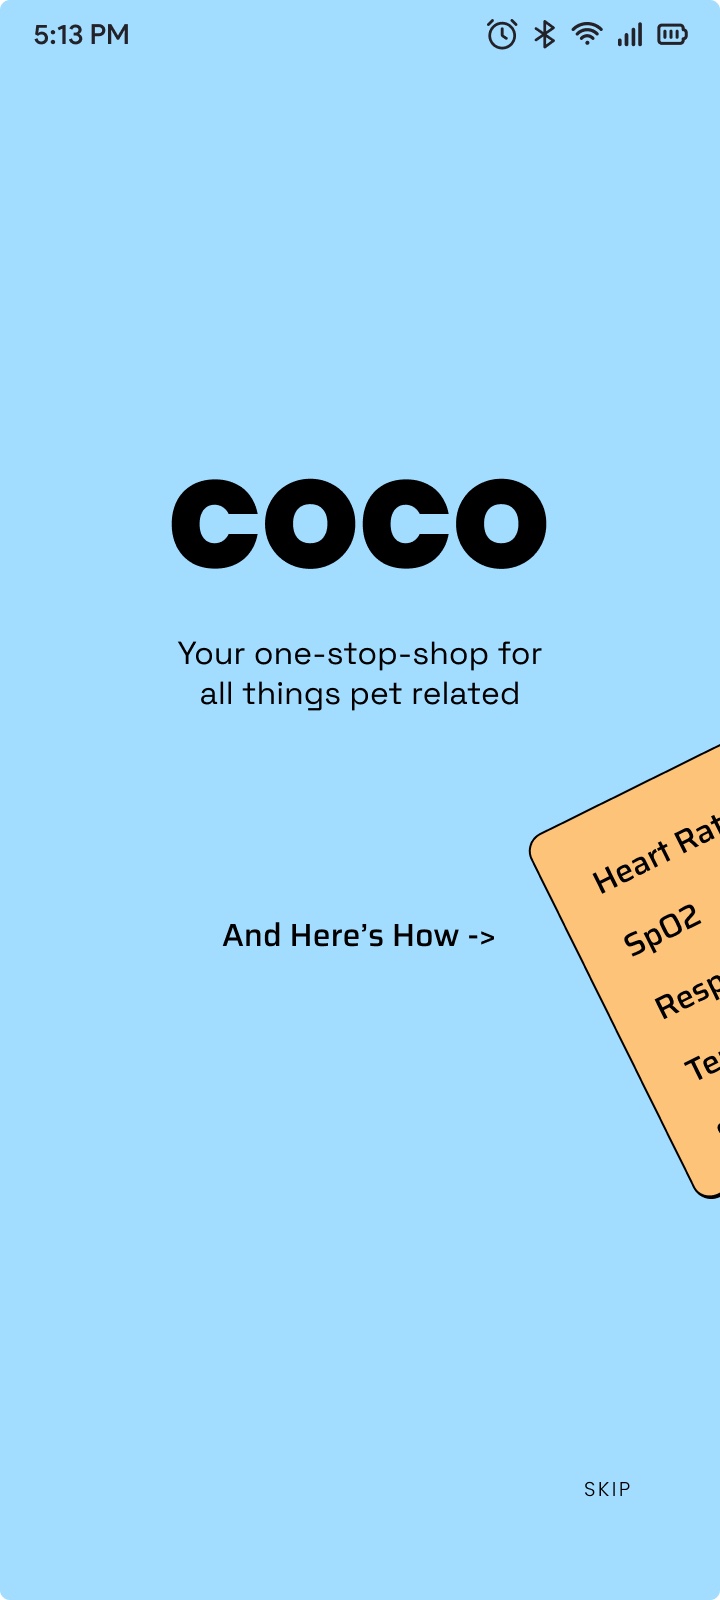 5:13 PM
COCO
Your one-stop-shop for
all things pet related
Heart Rat
SpO2
And Here’s How ->
Resp
Te
SKIP